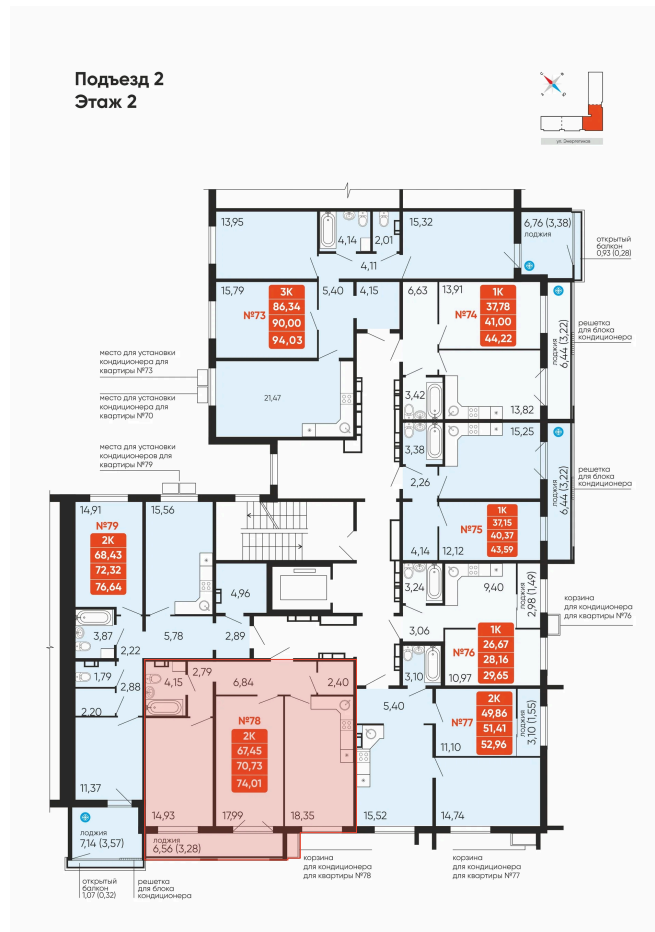 Подъезд 2
Этаж 2
ул. Энергетиков
13,95
4,14
2,01
15,32
6,76 (3,38)
лоджия
4,11
открытый
балкон
0,93 (0,28)
15,79
№73
3К
86,34
90,00
94,03
5,40
4,15
6,63
13,91
№74
1К
37,78
41,00
44,22
лоджия
6,44 (3,22)
решетка
для блока
кондиционера
место для установки
кондиционера для
квартиры №73
21,47
3,42
13,82
место для установки
кондиционера для
квартиры №70
3,38
15,25
места для установки
кондиционеров для
квартиры №79
2,26
лоджия
6,44 (3,22)
решетка
для блока
кондиционера
14,91
№79
2К
68,43
72,32
76,64
15,56
4,14
12,12
№75
1К
37,15
40,37
43,59
4,96
3,24
9,40
лоджия
2,98 (1,49)
корзина
для кондиционера
для квартиры №76
3,87
2,22
5,78
2,89
3,06
№76
1К
26,67
28,16
29,65
10,97
1,79
2,88
2,20
4,15
2,79
6,84
2,40
3,10
5,40
№77
2К
49,86
51,41
52,96
11,10
лоджия
3,10 (1,55)
№78
2К
67,45
70,73
74,01
11,37
14,93
17,99
18,35
15,52
14,74
лоджия
7,14 (3,57)
лоджия
6,56 (3,28)
открытый
балкон
1,07 (0,32)
решетка
для блока
кондиционера
корзина
для кондиционера
для квартиры №78
корзина
для кондиционера
для квартиры №77